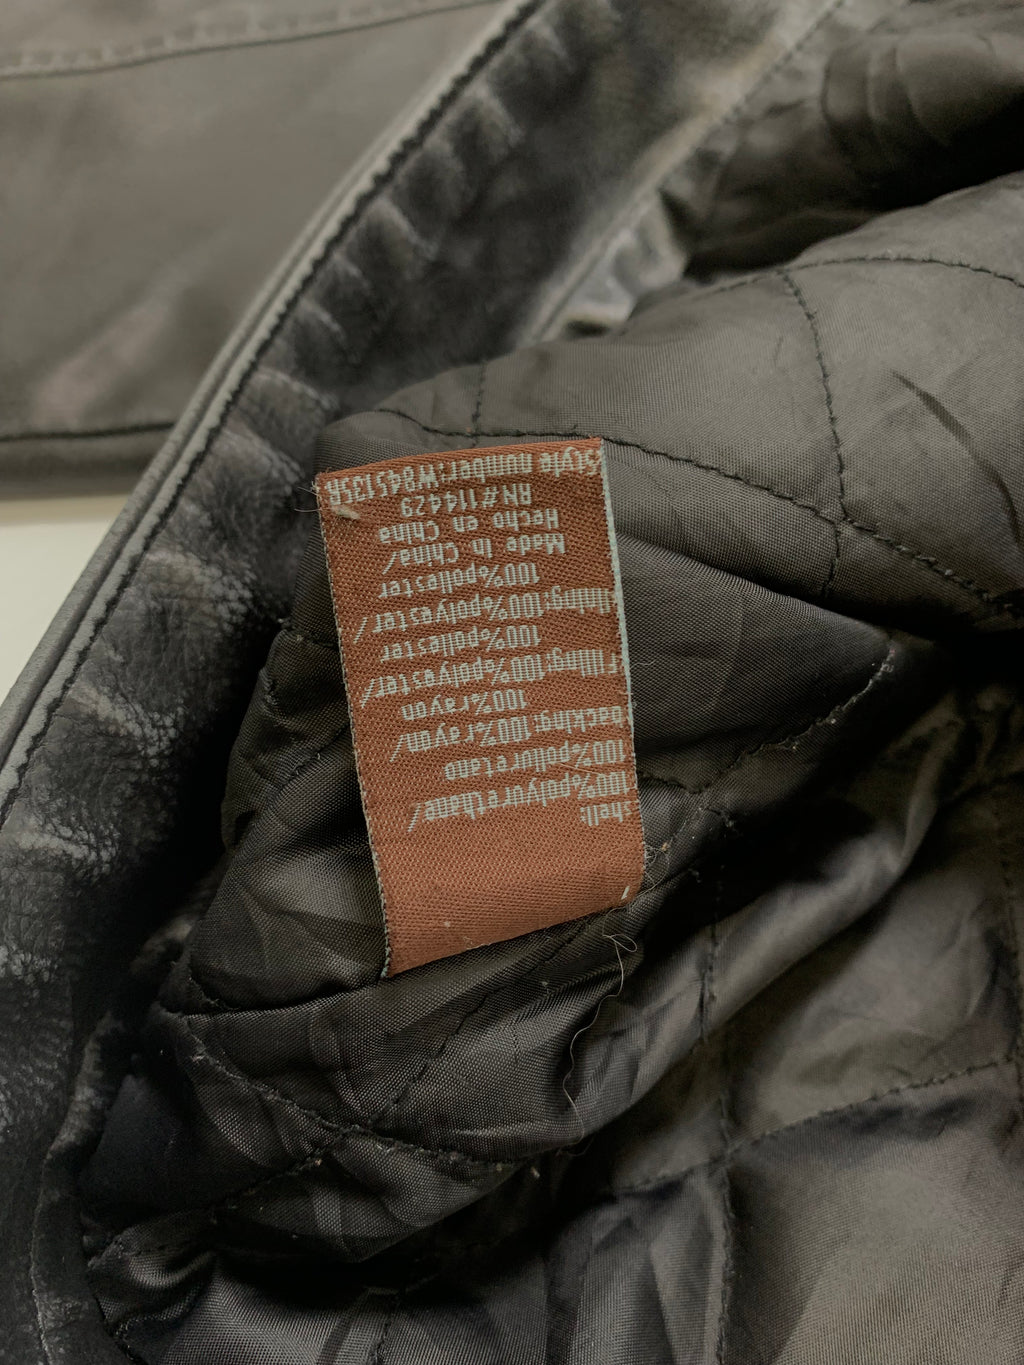 shell:
100%polyurethane/
100%poliuretano
backing:100%rayon/
100%rayon
filling:100%polyester/
100%poliester
lining:100%polyester/
100%poliester
Made in China/
Hecho en China
RN#114429
Style number:W845135R